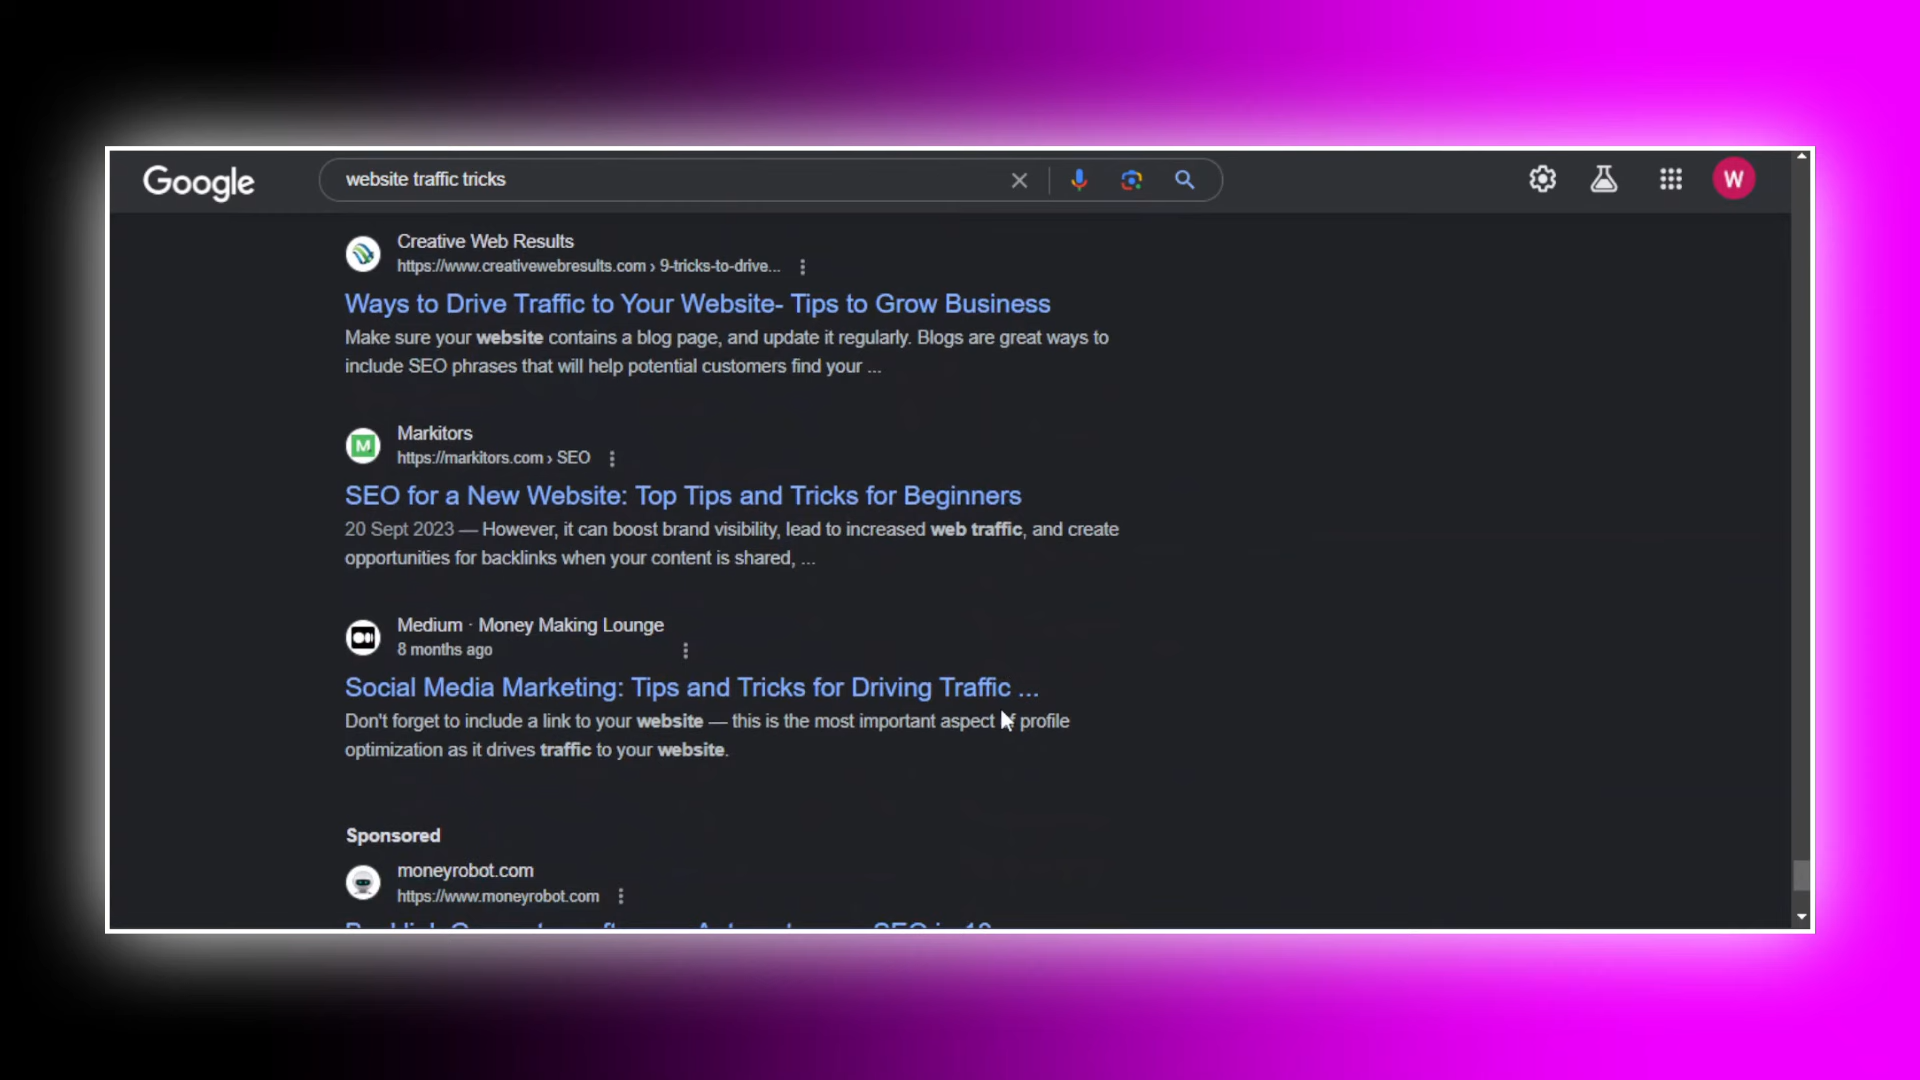 Google
website traffic tricks
W
Creative Web Results
https://www.creativewebresults.com › 9-tricks-to-drive...
Ways to Drive Traffic to Your Website- Tips to Grow Business
Make sure your website contains a blog page, and update it regularly. Blogs are great ways to
include SEO phrases that will help potential customers find your ...
M
Markitors
https://markitors.com › SEO
SEO for a New Website: Top Tips and Tricks for Beginners
20 Sept 2023 — However, it can boost brand visibility, lead to increased web traffic, and create
opportunities for backlinks when your content is shared, ...
Medium · Money Making Lounge
8 months ago
Social Media Marketing: Tips and Tricks for Driving Traffic ...
Don't forget to include a link to your website — this is the most important aspect of profile
optimization as it drives traffic to your website.
Sponsored
moneyrobot.com
https://www.moneyrobot.com